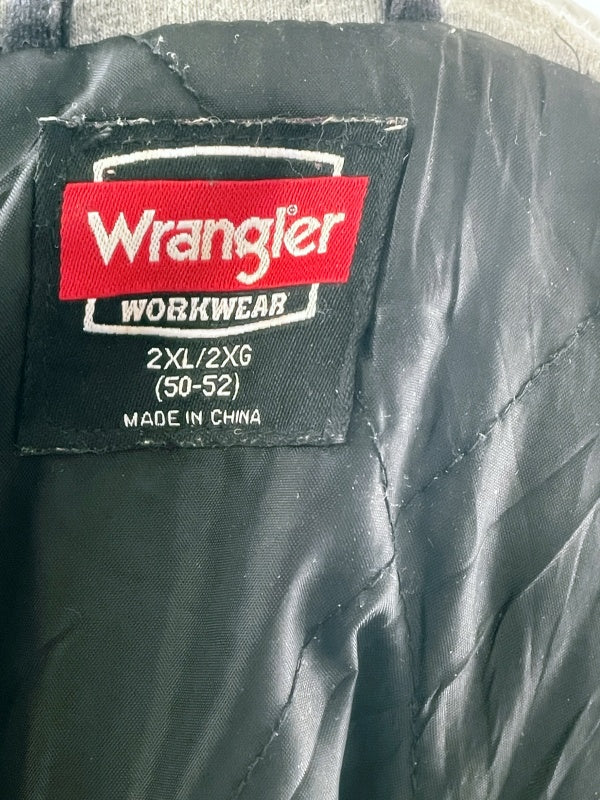 Wrangler®
WORKWEAR
2XL/2XG
(50-52)
MADE IN CHINA